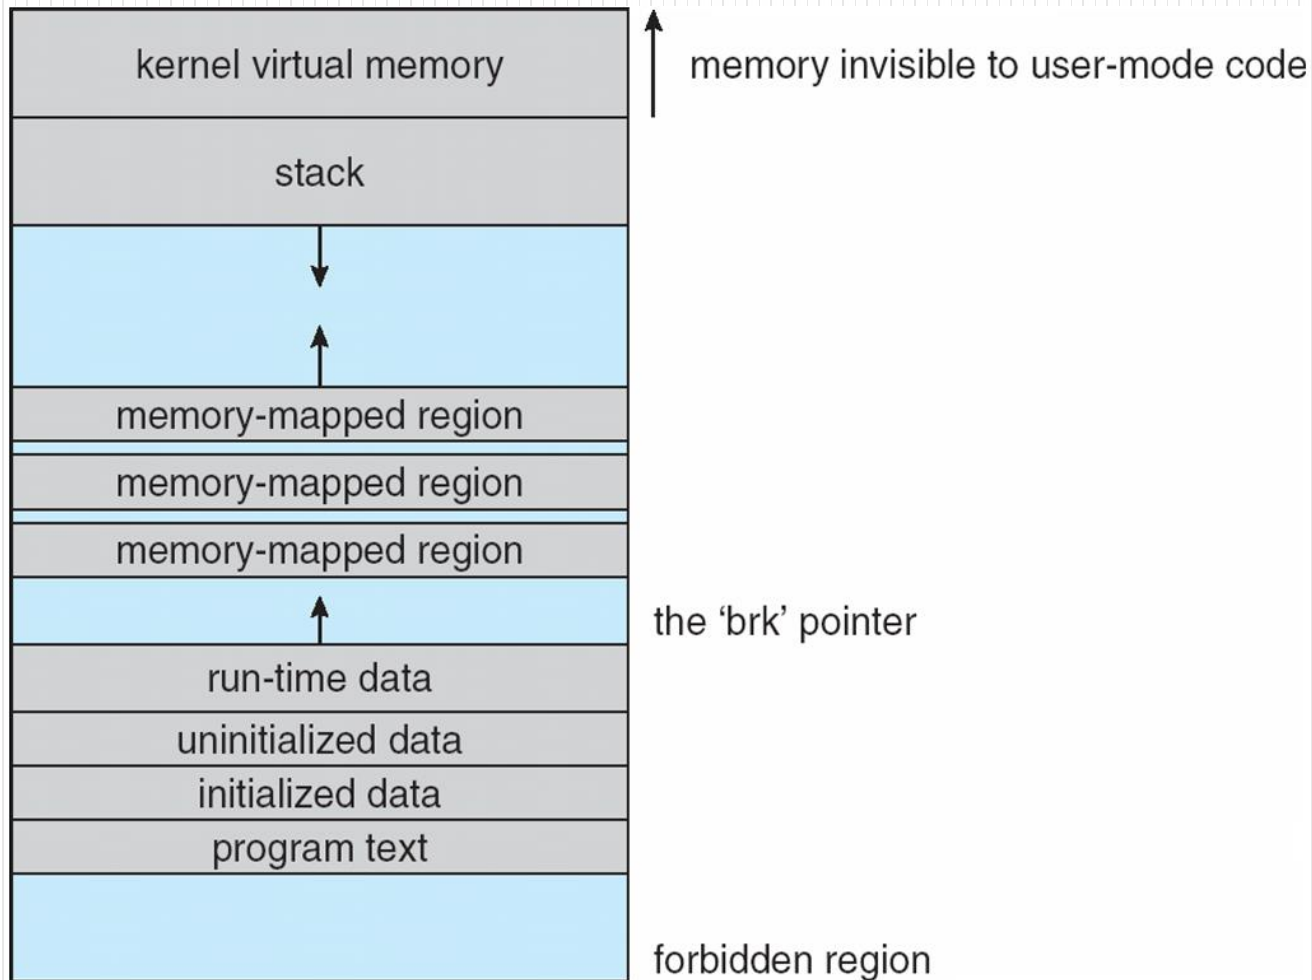 kernel virtual memory
memory invisible to user-mode code
stack
memory-mapped region
memory-mapped region
memory-mapped region
the ‘brk’ pointer
run-time data
uninitialized data
initialized data
program text
forbidden region